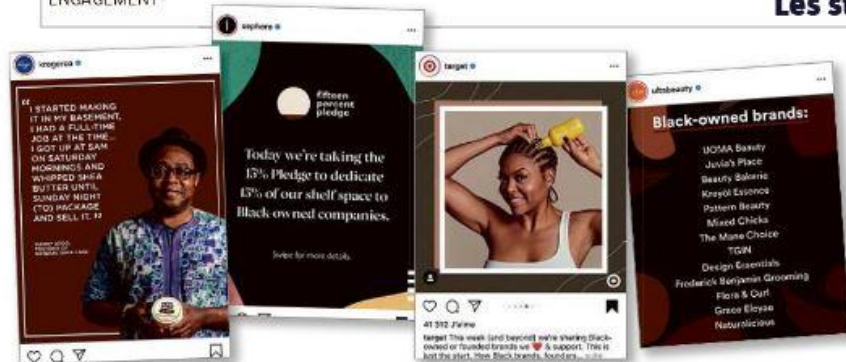 ENGAGEMENT
Les st
krogerco
"
I STARTED MAKING
IT IN MY BASEMENT,
I HAD A FULL-TIME
JOB AT THE TIME...
I GOT UP AT 5AM
ON SATURDAY
MORNINGS AND
WHIPPED SHEA
BUTTER UNTIL
SUNDAY NIGHT
(TO) PACKAGE
AND SELL IT. "
sephora
fifteen
percent
pledge
Today we're taking the
15% Pledge to dedicate
15% of our shelf space to
Black-owned companies.
Swipe for more details.
target
41 312 J'aime
target This week (and beyond) we're sharing Black-
owned or founded brands we ❤ & support. This is
just the start. How Black brands, founders...
ultabeauty
Black-owned brands:
UOMA Beauty
Juvia's Place
Beauty Bakerie
Kreyòl Essence
Pattern Beauty
Mixed Chicks
The Mane Choice
TGIN
Design Essentials
Frederick Benjamin Grooming
Flora & Curl
Grace Eleyae
Naturalicious